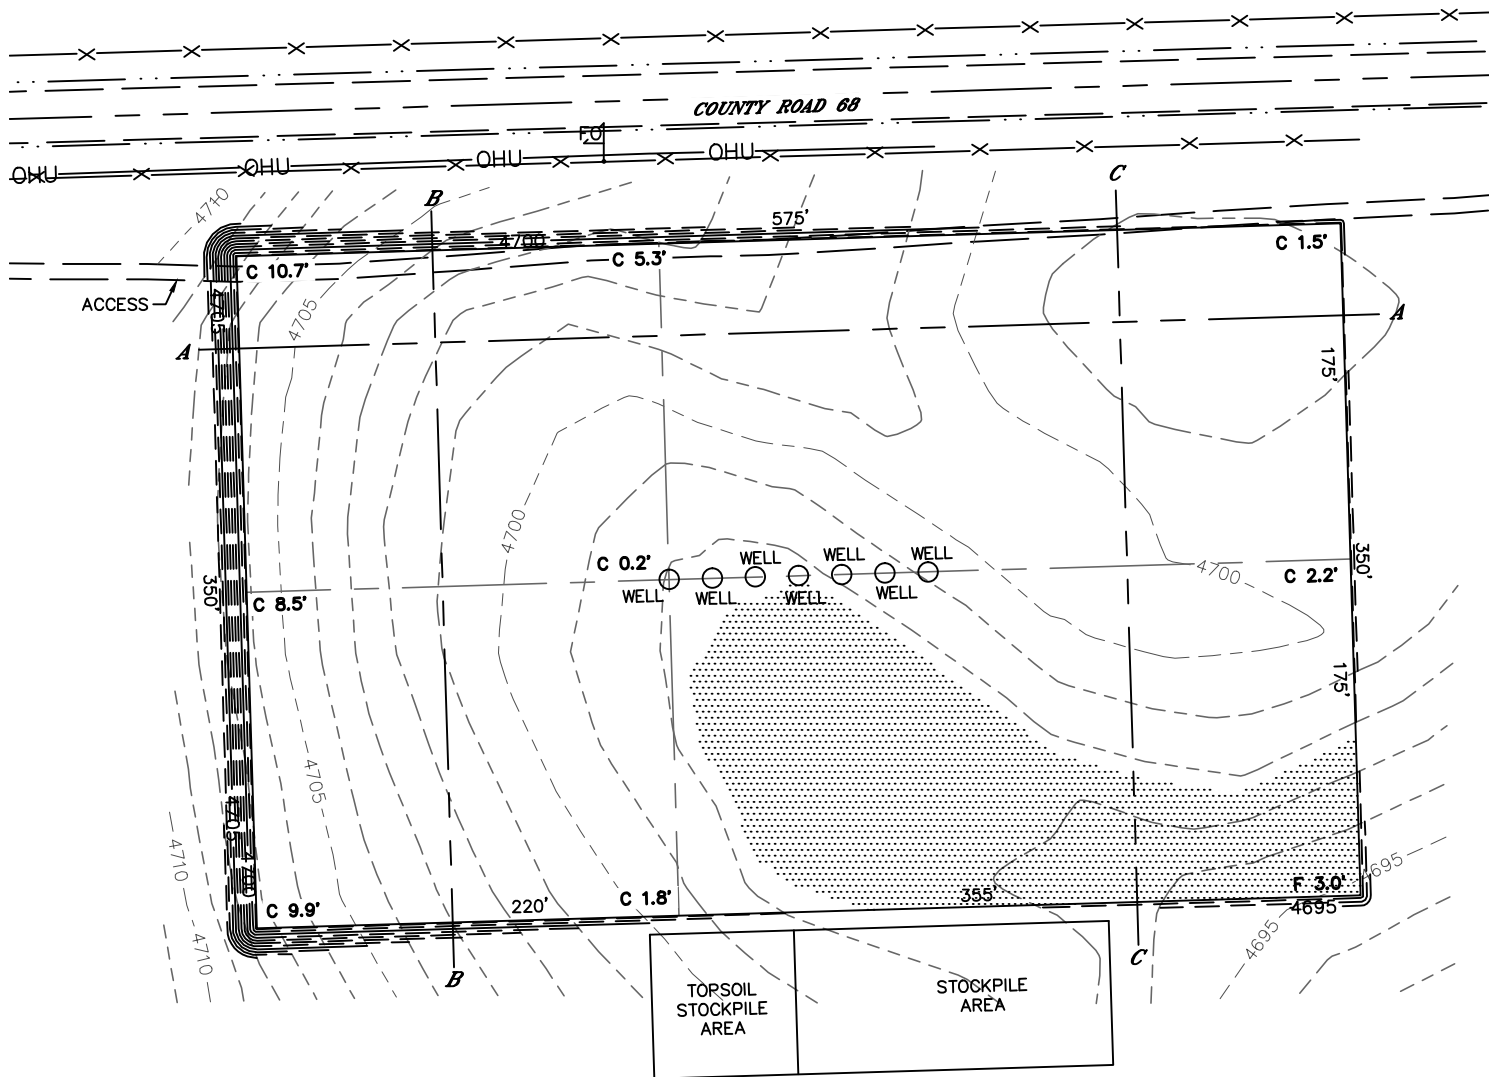 COUNTY ROAD 68
FO
OHU
OHU
OHU
OHU
4710
B
C
575'
4700
C 1.5'
C 10.7'
C 5.3'
ACCESS
4705
4705
A
A
175'
4700
C 0.2'
WELL
WELL
WELL
4700
C 2.2'
350'
350'
C 8.5'
WELL
WELL
WELL
WELL
175'
4705
4705
4710
4700
4695
F 3.0'
C 9.9'
220'
C 1.8'
355'
4695
4695
4710
B
C
TOPSOIL
STOCKPILE
AREA
STOCKPILE
AREA